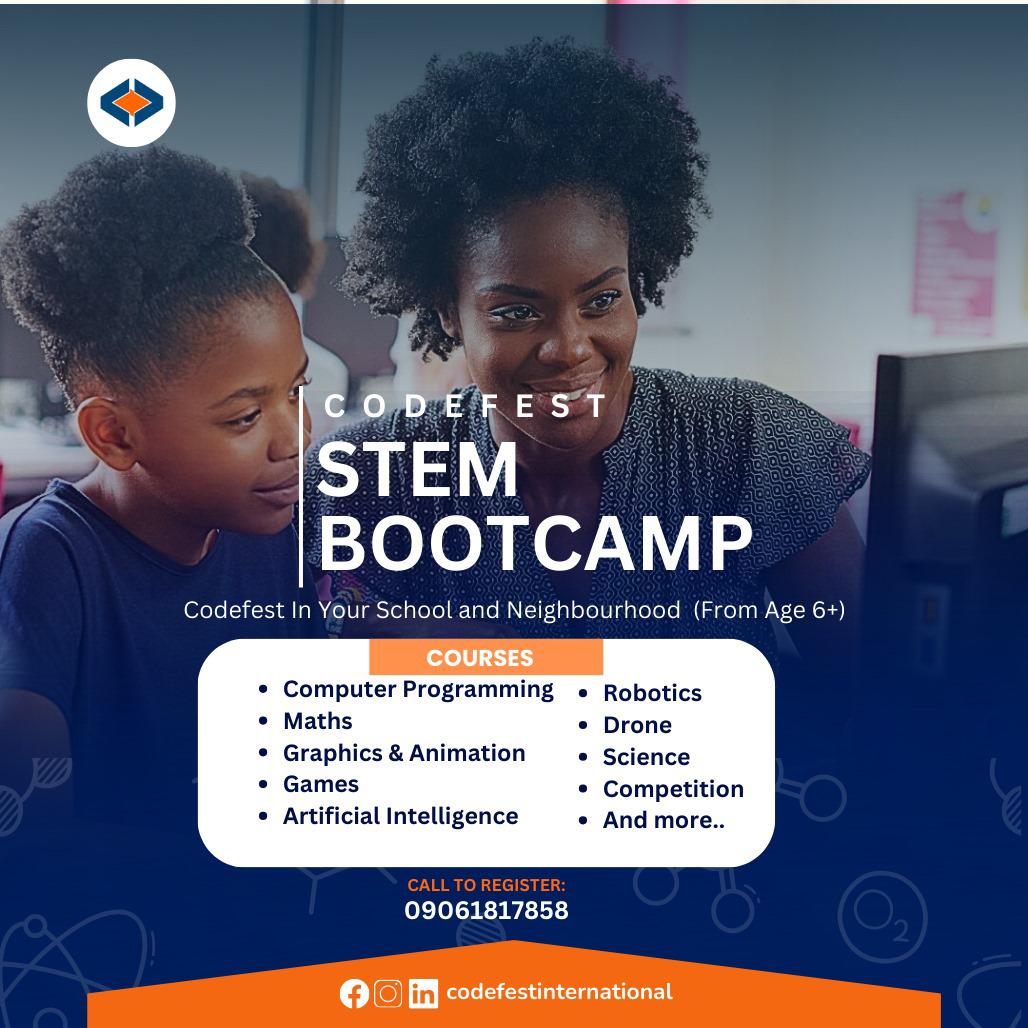 CODEFEST
STEM
BOOTCAMP
Codefest In Your School and Neighbourhood (From Age 6+)
COURSES
• Computer Programming
• Maths
• Graphics & Animation
• Games
• Artificial Intelligence
• Robotics
• Drone
• Science
• Competition
• And more..
CALL TO REGISTER:
09061817858
O2
codefestinternational